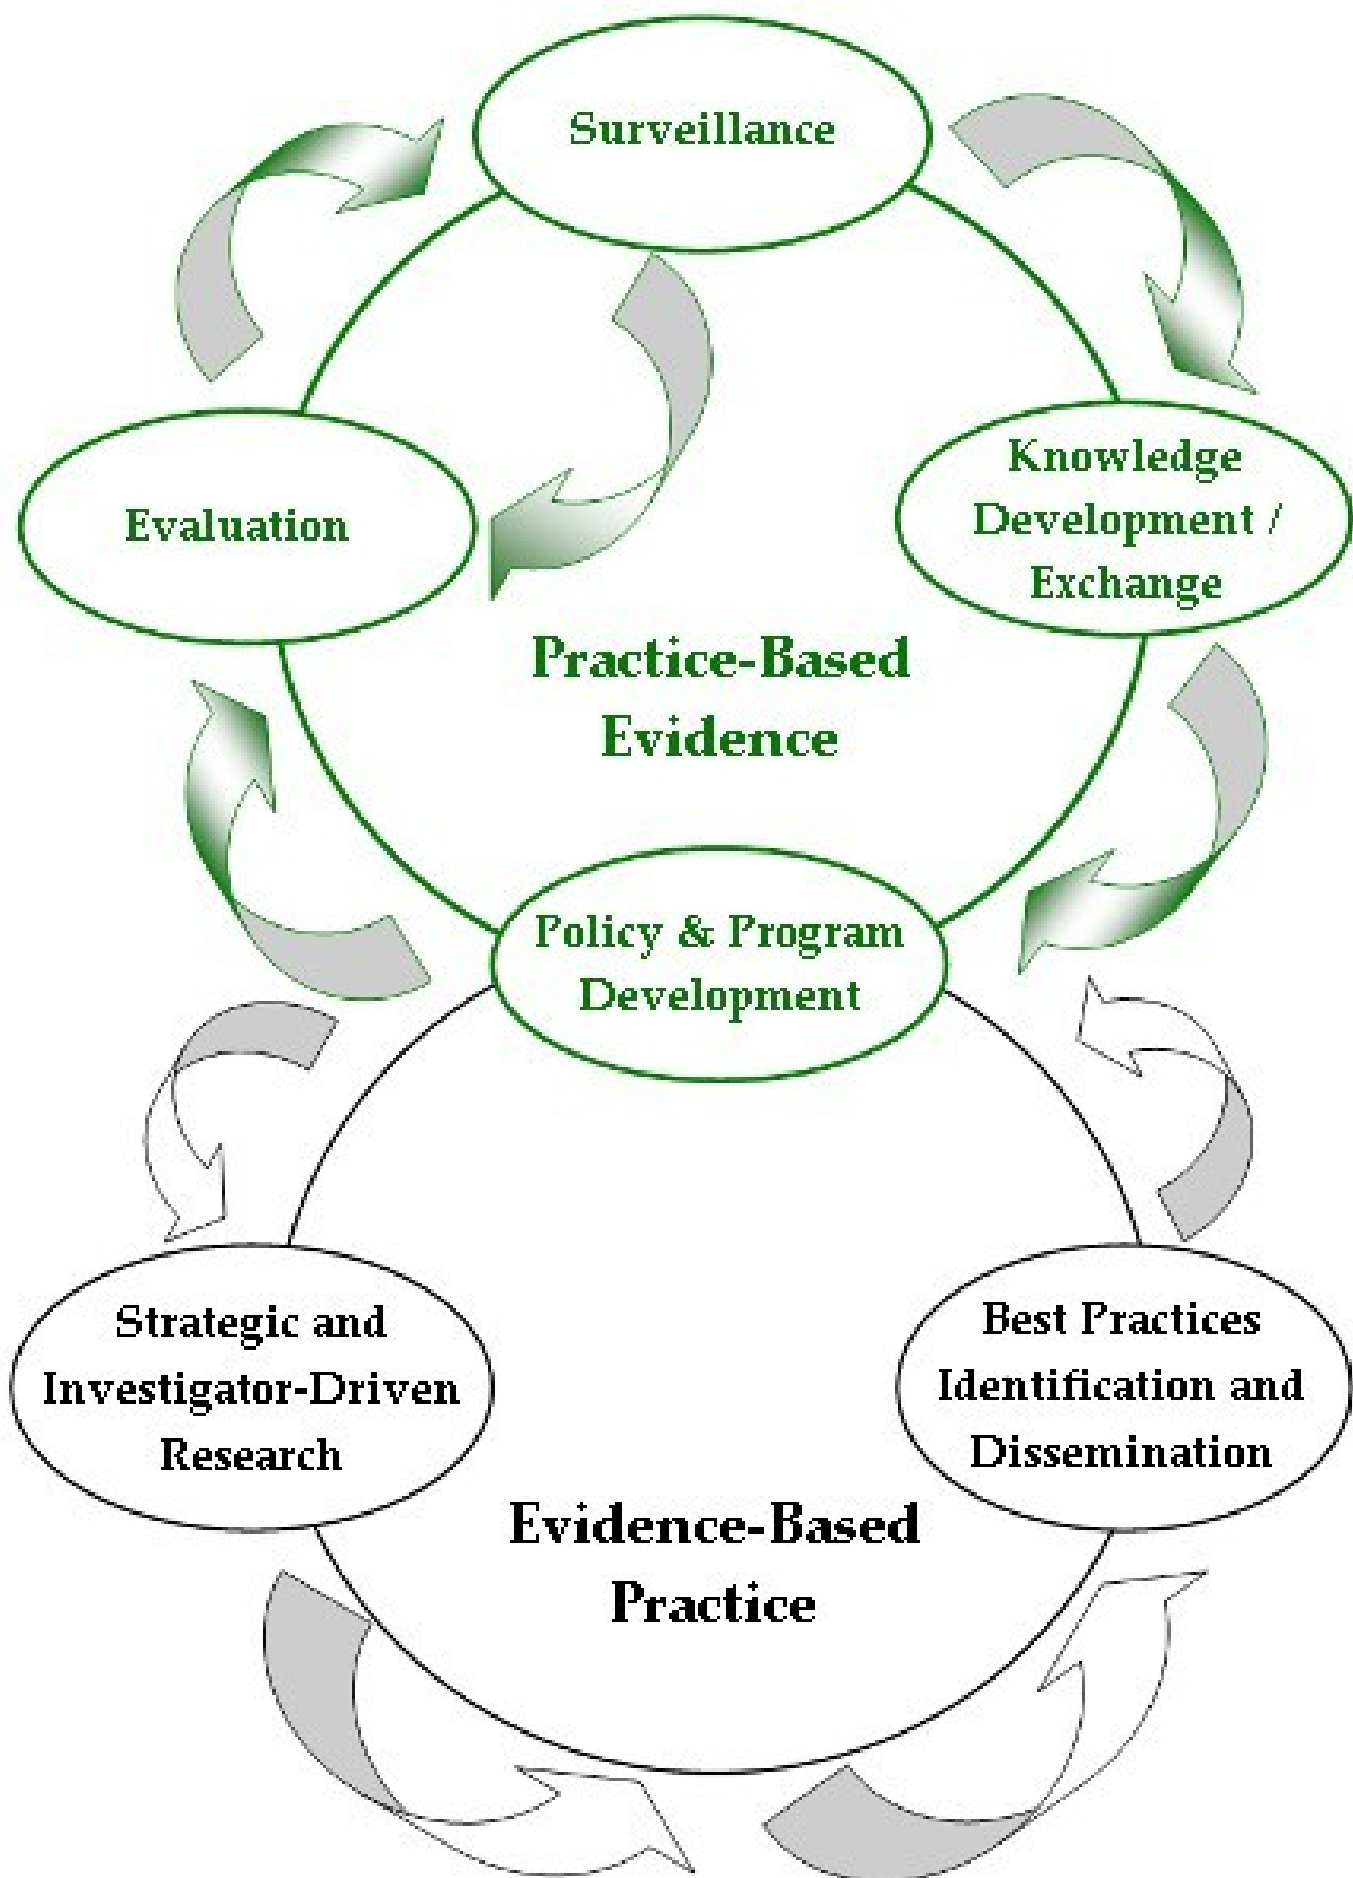 Surveillance
Knowledge
Development /
Exchange
Evaluation
Practice-Based
Evidence
Policy & Program
Development
Strategic and
Investigator-Driven
Research
Best Practices
Identification and
Dissemination
Evidence-Based
Practice